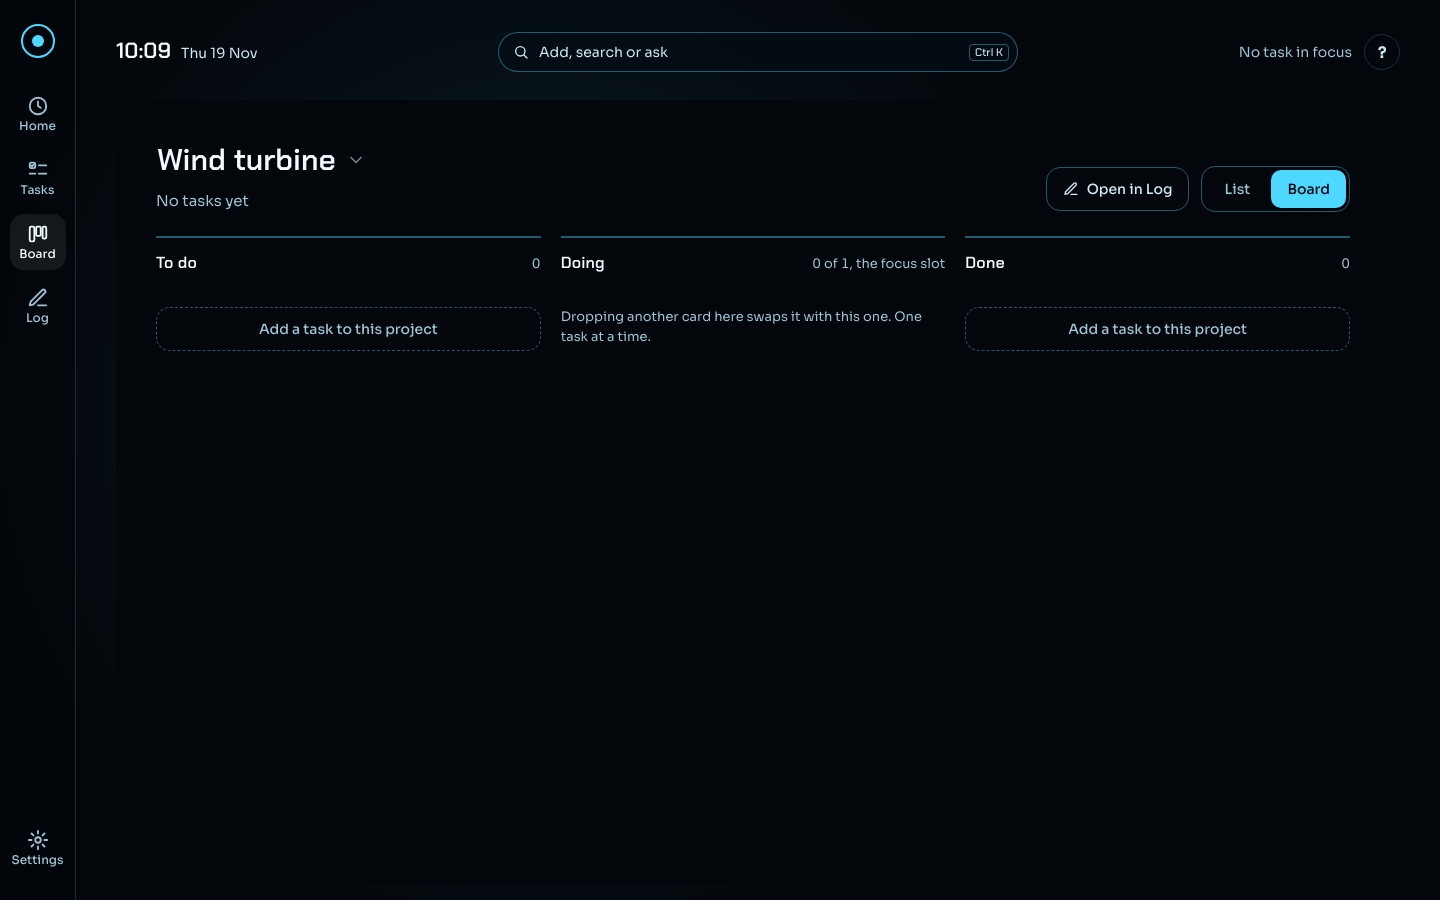 10:09 Thu 19 Nov
Add, search or ask
Ctrl K
No task in focus
?
Home
Tasks
Board
Log
Settings
Wind turbine
No tasks yet
Open in Log
List
Board
To do
0
Doing
0 of 1, the focus slot
Done
0
Add a task to this project
Dropping another card here swaps it with this one. One
task at a time.
Add a task to this project